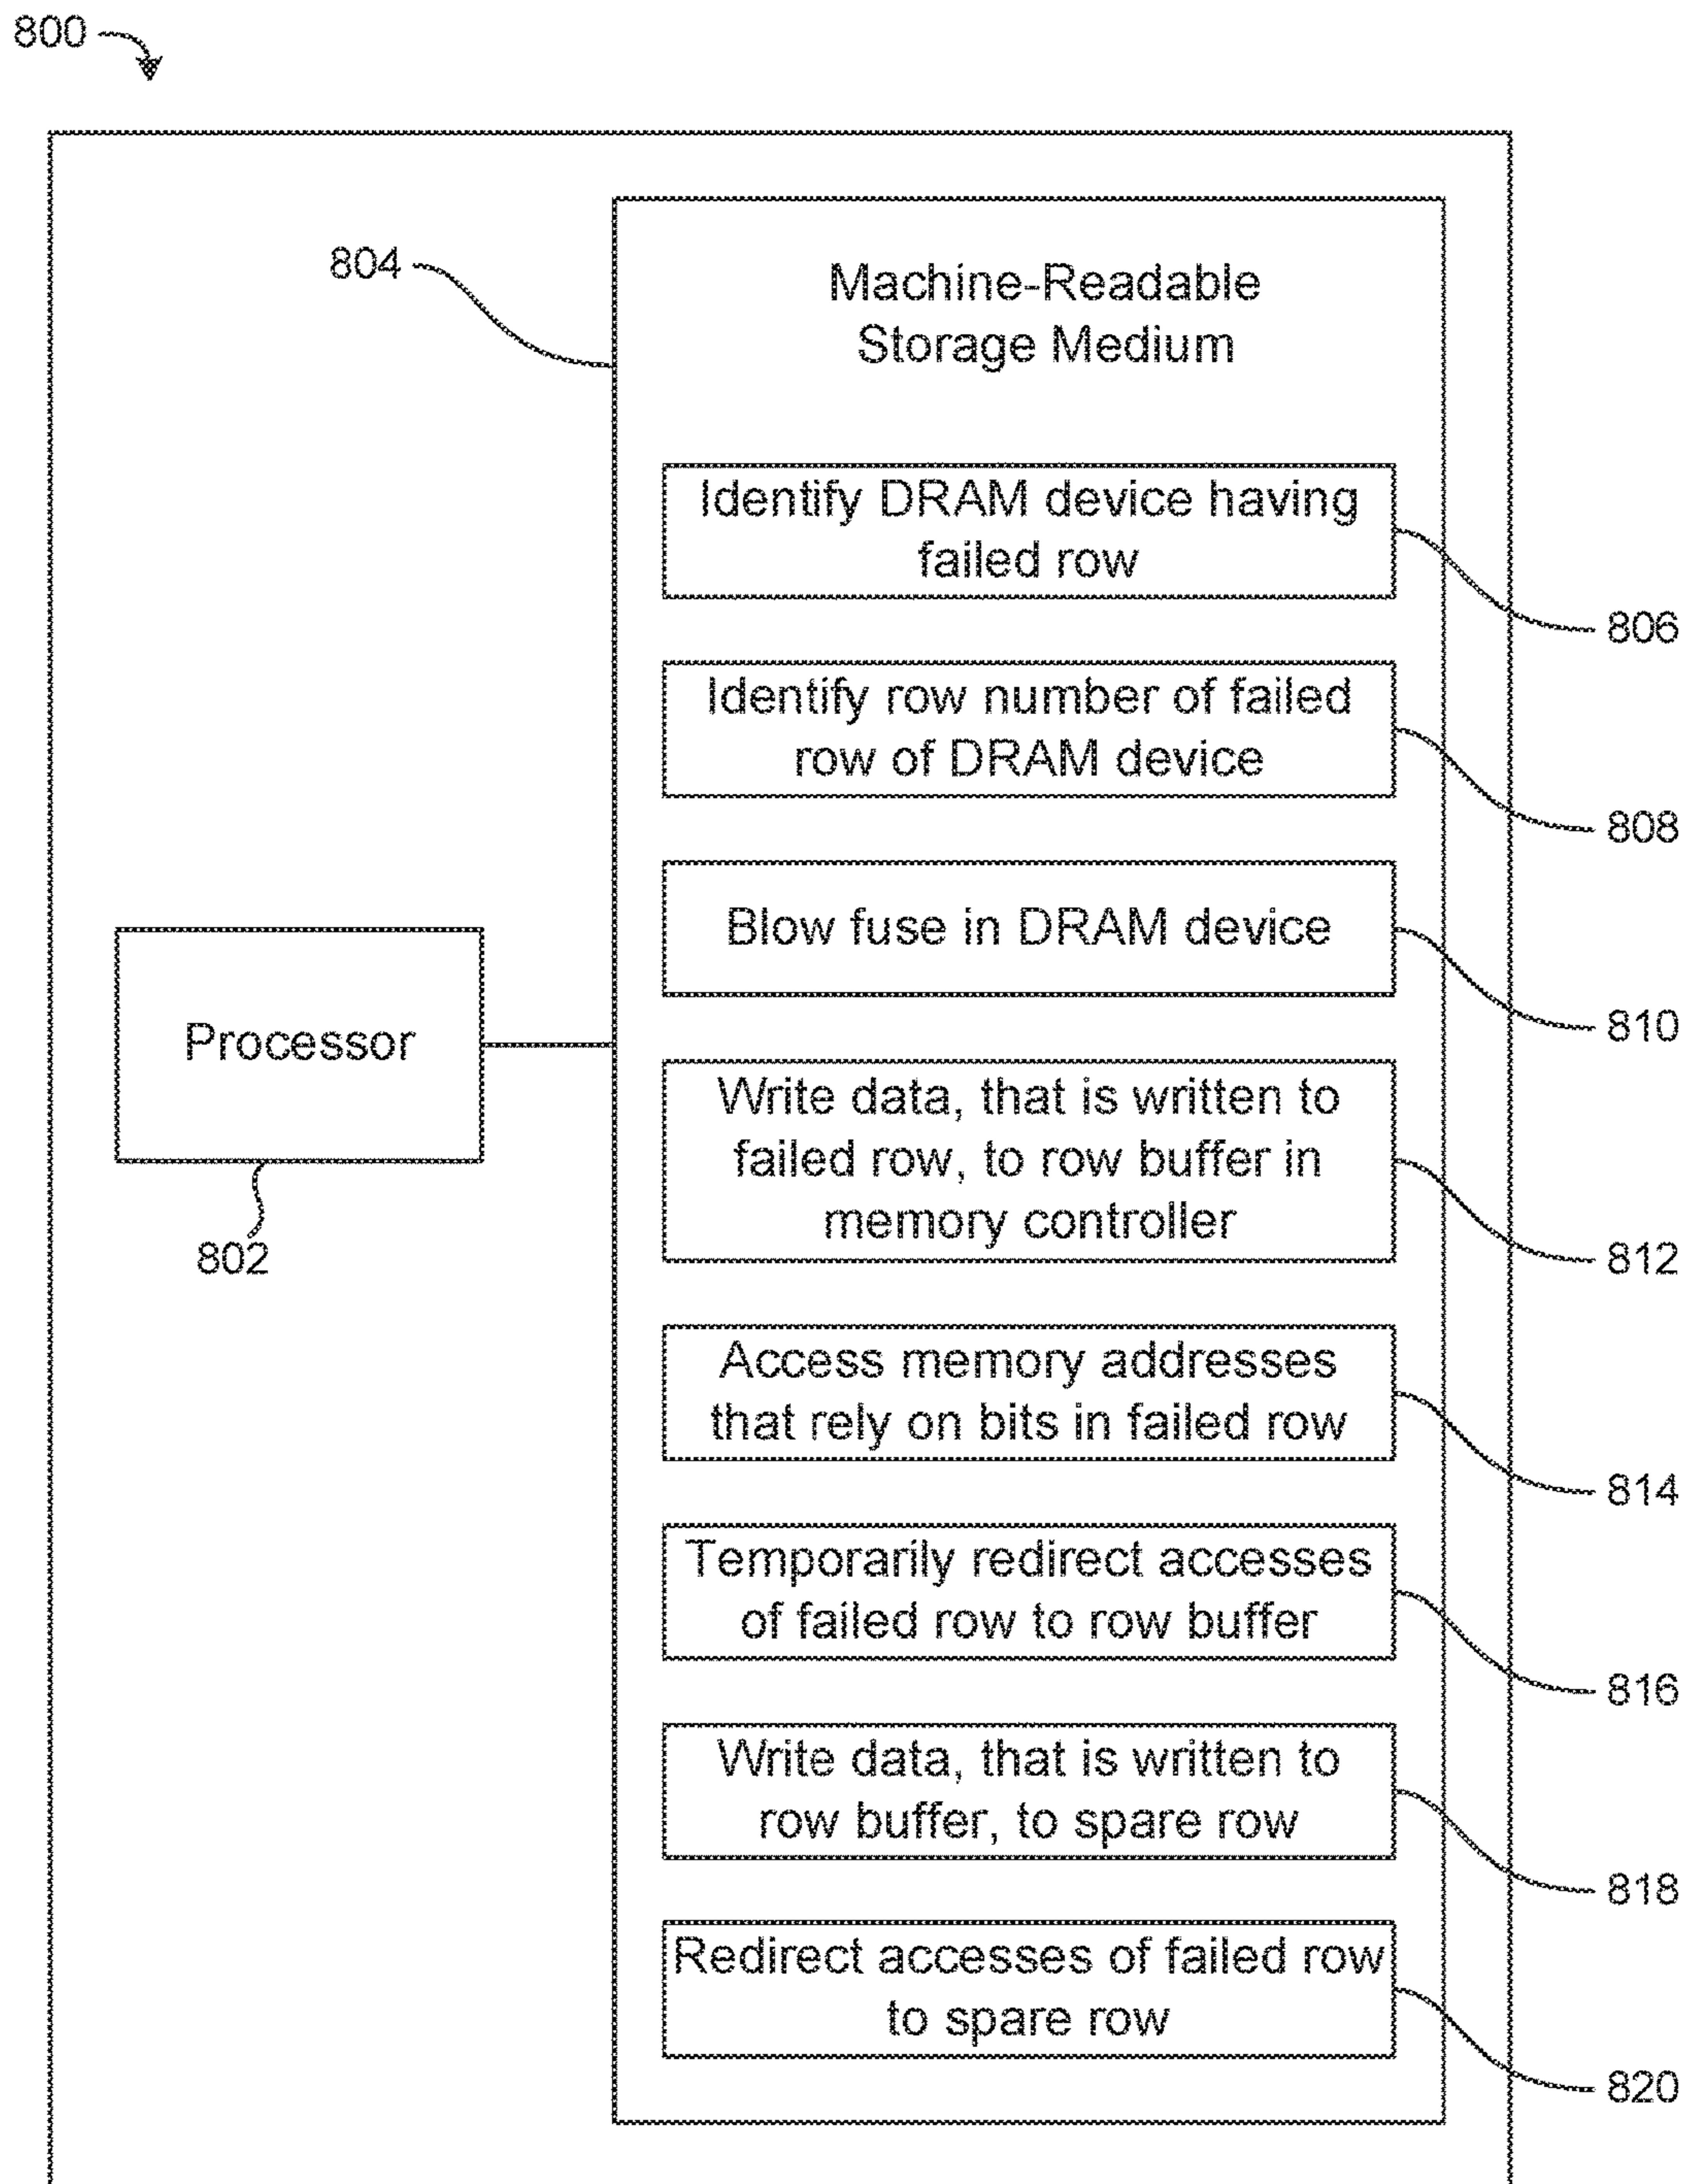 800
804
Machine-Readable
Storage Medium
Identify DRAM device having
failed row
806
Identify row number of failed
row of DRAM device
808
Blow fuse in DRAM device
810
Processor
802
Write data, that is written to
failed row, to row buffer in
memory controller
812
Access memory addresses
that rely on bits in failed row
814
Temporarily redirect accesses
of failed row to row buffer
816
Write data, that is written to
row buffer, to spare row
818
Redirect accesses of failed row
to spare row
820